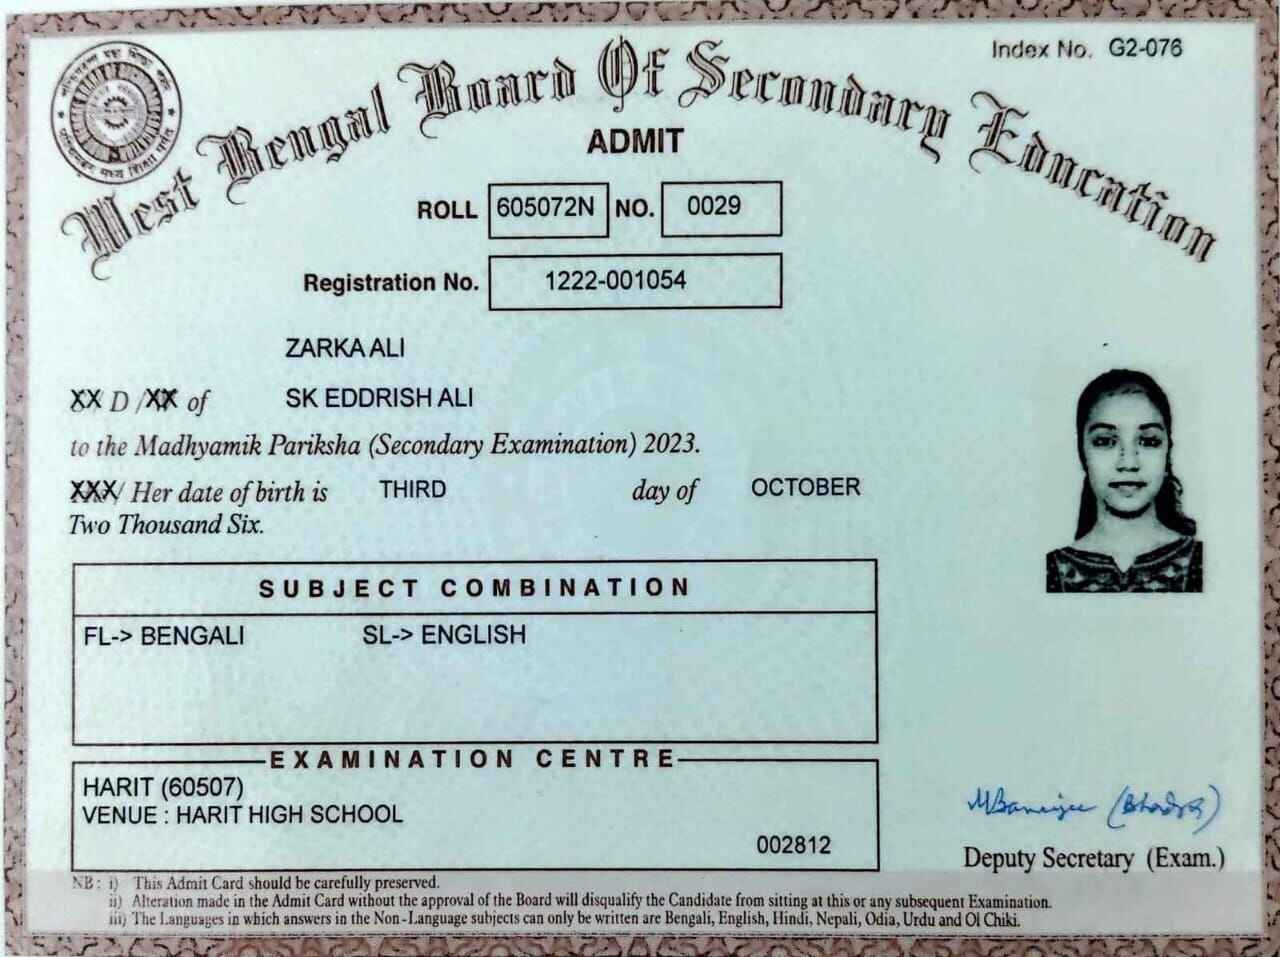 Index No. G2-076
West Bengal Board Of Secondary Education
ADMIT
ROLL 605072N NO. 0029
Registration No. 1222-001054
ZARKA ALI
XX D /XX of SK EDDRISH ALI
to the Madhyamik Pariksha (Secondary Examination) 2023.
XXX/ Her date of birth is THIRD day of OCTOBER
Two Thousand Six.
SUBJECT COMBINATION
FL-> BENGALI SL-> ENGLISH
EXAMINATION CENTRE
HARIT (60507)
VENUE : HARIT HIGH SCHOOL
002812
Deputy Secretary (Exam.)
NB : i) This Admit Card should be carefully preserved.
ii) Alteration made in the Admit Card without the approval of the Board will disqualify the Candidate from sitting at this or any subsequent Examination.
iii) The Languages in which answers in the Non-Language subjects can only be written are Bengali, English, Hindi, Nepali, Odia, Urdu and Ol Chiki.